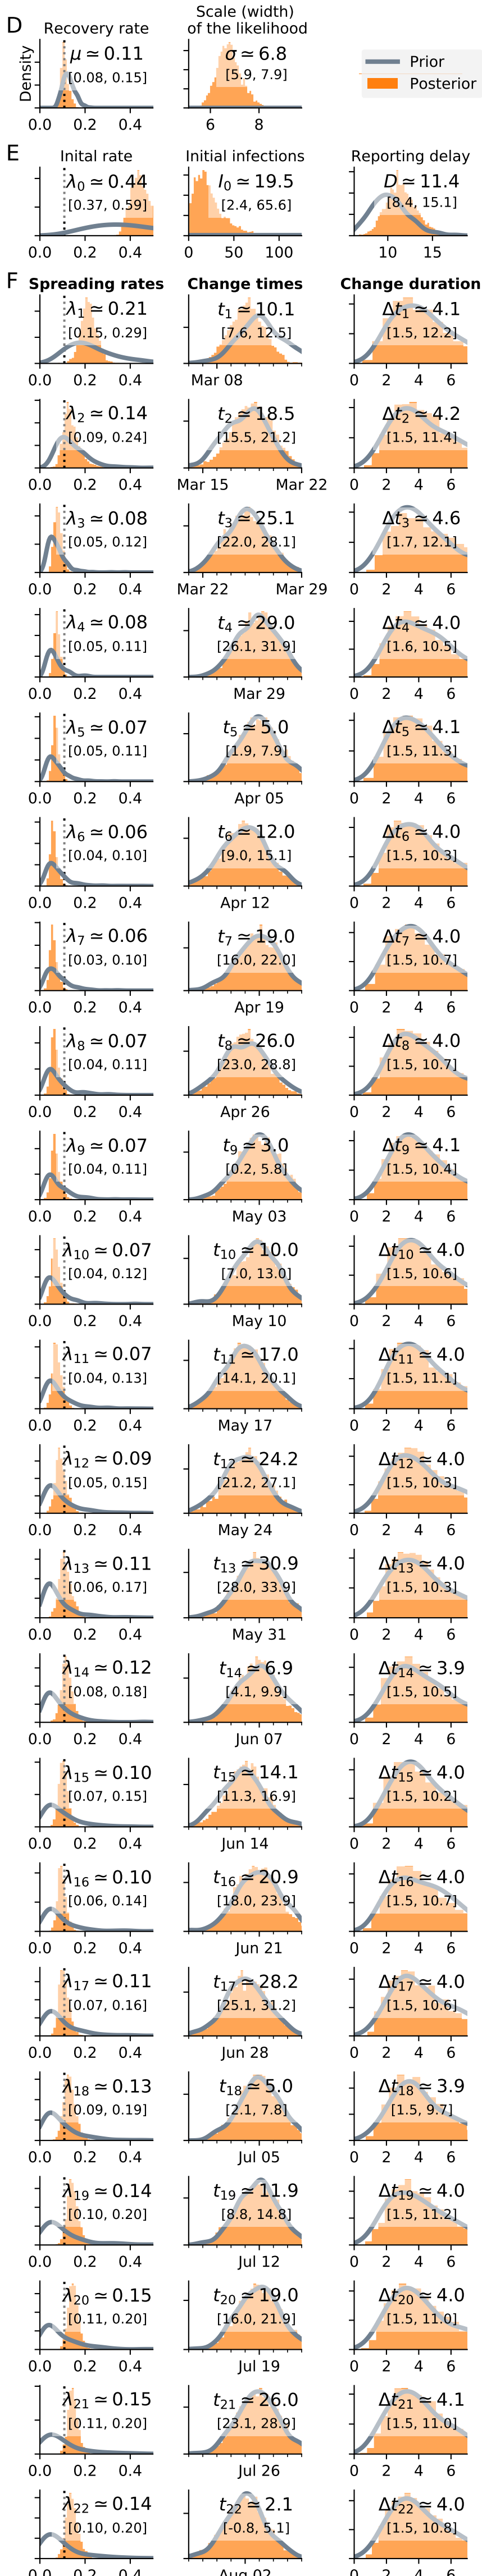 D
Recovery rate
Scale (width)
of the likelihood
Density
μ ≃ 0.11
[0.08, 0.15]
σ ≃ 6.8
[5.9, 7.9]
Prior
Posterior
0.0 0.2 0.4
6 8
E
Inital rate
Initial infections
Reporting delay
λ0 ≃ 0.44
[0.37, 0.59]
I0 ≃ 19.5
[2.4, 65.6]
D ≃ 11.4
[8.4, 15.1]
0.0 0.2 0.4
0 50 100
10 15
F
Spreading rates
Change times
Change duration
λ1 ≃ 0.21
[0.15, 0.29]
t1 ≃ 10.1
[7.6, 12.5]
Δt1 ≃ 4.1
[1.5, 12.2]
0.0 0.2 0.4
Mar 08
0 2 4 6
λ2 ≃ 0.14
[0.09, 0.24]
t2 ≃ 18.5
[15.5, 21.2]
Δt2 ≃ 4.2
[1.5, 11.4]
0.0 0.2 0.4
Mar 15 Mar 22
0 2 4 6
λ3 ≃ 0.08
[0.05, 0.12]
t3 ≃ 25.1
[22.0, 28.1]
Δt3 ≃ 4.6
[1.7, 12.1]
0.0 0.2 0.4
Mar 22 Mar 29
0 2 4 6
λ4 ≃ 0.08
[0.05, 0.11]
t4 ≃ 29.0
[26.1, 31.9]
Δt4 ≃ 4.0
[1.6, 10.5]
0.0 0.2 0.4
Mar 29
0 2 4 6
λ5 ≃ 0.07
[0.05, 0.11]
t5 ≃ 5.0
[1.9, 7.9]
Δt5 ≃ 4.1
[1.5, 11.3]
0.0 0.2 0.4
Apr 05
0 2 4 6
λ6 ≃ 0.06
[0.04, 0.10]
t6 ≃ 12.0
[9.0, 15.1]
Δt6 ≃ 4.0
[1.5, 10.3]
0.0 0.2 0.4
Apr 12
0 2 4 6
λ7 ≃ 0.06
[0.03, 0.10]
t7 ≃ 19.0
[16.0, 22.0]
Δt7 ≃ 4.0
[1.5, 10.7]
0.0 0.2 0.4
Apr 19
0 2 4 6
λ8 ≃ 0.07
[0.04, 0.11]
t8 ≃ 26.0
[23.0, 28.8]
Δt8 ≃ 4.0
[1.5, 10.7]
0.0 0.2 0.4
Apr 26
0 2 4 6
λ9 ≃ 0.07
[0.04, 0.11]
t9 ≃ 3.0
[0.2, 5.8]
Δt9 ≃ 4.1
[1.5, 10.4]
0.0 0.2 0.4
May 03
0 2 4 6
λ10 ≃ 0.07
[0.04, 0.12]
t10 ≃ 10.0
[7.0, 13.0]
Δt10 ≃ 4.0
[1.5, 10.6]
0.0 0.2 0.4
May 10
0 2 4 6
λ11 ≃ 0.07
[0.04, 0.13]
t11 ≃ 17.0
[14.1, 20.1]
Δt11 ≃ 4.0
[1.5, 11.1]
0.0 0.2 0.4
May 17
0 2 4 6
λ12 ≃ 0.09
[0.05, 0.15]
t12 ≃ 24.2
[21.2, 27.1]
Δt12 ≃ 4.0
[1.5, 10.3]
0.0 0.2 0.4
May 24
0 2 4 6
λ13 ≃ 0.11
[0.06, 0.17]
t13 ≃ 30.9
[28.0, 33.9]
Δt13 ≃ 4.0
[1.5, 10.3]
0.0 0.2 0.4
May 31
0 2 4 6
λ14 ≃ 0.12
[0.08, 0.18]
t14 ≃ 6.9
[4.1, 9.9]
Δt14 ≃ 3.9
[1.5, 10.5]
0.0 0.2 0.4
Jun 07
0 2 4 6
λ15 ≃ 0.10
[0.07, 0.15]
t15 ≃ 14.1
[11.3, 16.9]
Δt15 ≃ 4.0
[1.5, 10.2]
0.0 0.2 0.4
Jun 14
0 2 4 6
λ16 ≃ 0.10
[0.06, 0.14]
t16 ≃ 20.9
[18.0, 23.9]
Δt16 ≃ 4.0
[1.5, 10.7]
0.0 0.2 0.4
Jun 21
0 2 4 6
λ17 ≃ 0.11
[0.07, 0.16]
t17 ≃ 28.2
[25.1, 31.2]
Δt17 ≃ 4.0
[1.5, 10.6]
0.0 0.2 0.4
Jun 28
0 2 4 6
λ18 ≃ 0.13
[0.09, 0.19]
t18 ≃ 5.0
[2.1, 7.8]
Δt18 ≃ 3.9
[1.5, 9.7]
0.0 0.2 0.4
Jul 05
0 2 4 6
λ19 ≃ 0.14
[0.10, 0.20]
t19 ≃ 11.9
[8.8, 14.8]
Δt19 ≃ 4.0
[1.5, 11.2]
0.0 0.2 0.4
Jul 12
0 2 4 6
λ20 ≃ 0.15
[0.11, 0.20]
t20 ≃ 19.0
[16.0, 21.9]
Δt20 ≃ 4.0
[1.5, 11.0]
0.0 0.2 0.4
Jul 19
0 2 4 6
λ21 ≃ 0.15
[0.11, 0.20]
t21 ≃ 26.0
[23.1, 28.9]
Δt21 ≃ 4.1
[1.5, 11.0]
0.0 0.2 0.4
Jul 26
0 2 4 6
λ22 ≃ 0.14
[0.10, 0.20]
t22 ≃ 2.1
[-0.8, 5.1]
Δt22 ≃ 4.0
[1.5, 10.8]
0.0 0.2 0.4
Aug 02
0 2 4 6